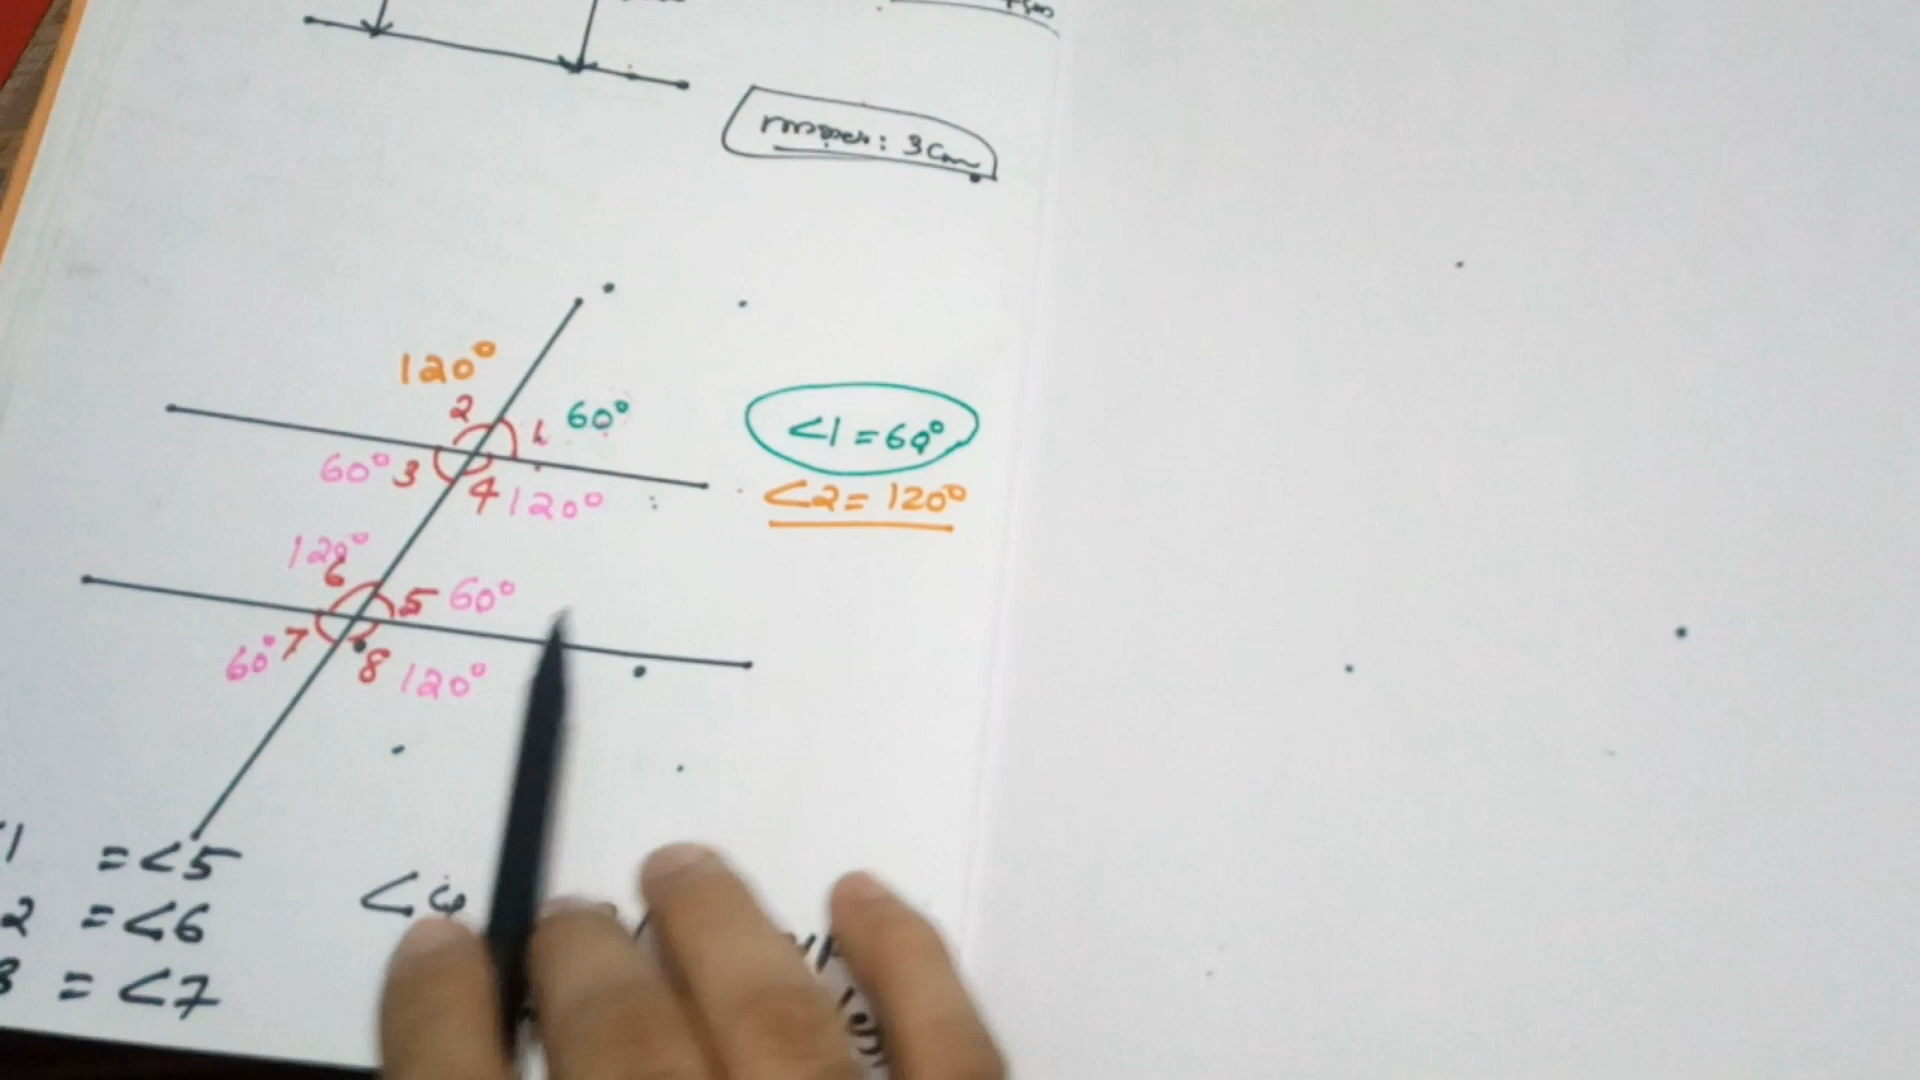 : 3cm
120°
2
1 60°
<1 = 60°
60° 3
4 120°
<2 = 120°
120°
6
5 60°
60° 7
8 120°
1 = <5
2 = <6
3 = <7